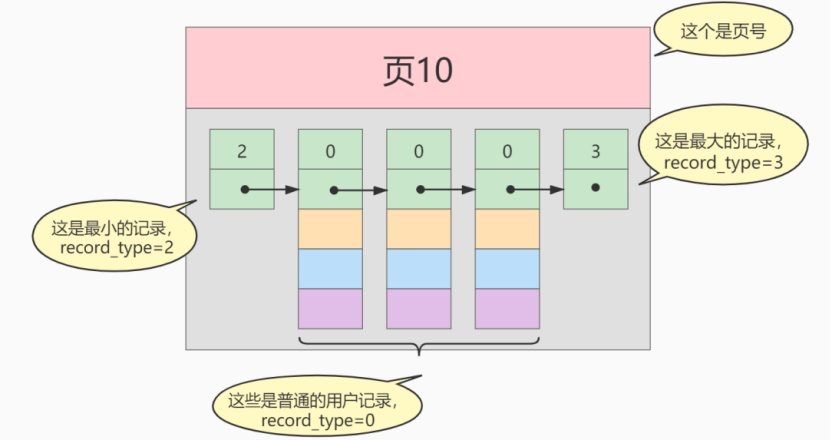 这个是页号
页10
2 0 0 0 3
这是最大的记录，
record_type=3
这是最小的记录，
record_type=2
这些是普通的用户记录，
record_type=0